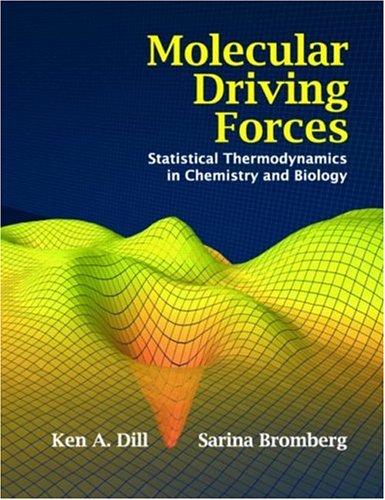 Molecular
Driving
Forces
Statistical Thermodynamics
in Chemistry and Biology
Ken A. Dill Sarina Bromberg